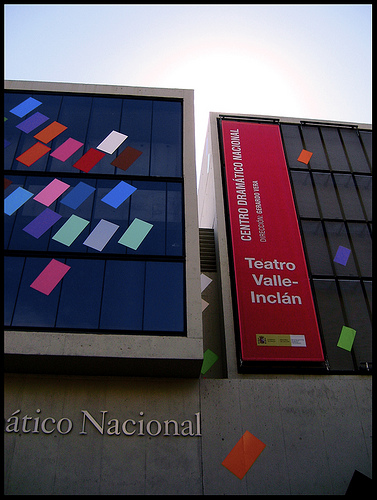 CENTRO DRAMÁTICO NACIONAL
DIRECCIÓN: GERARDO VERA
Teatro
Valle-
Inclán
ático Nacional